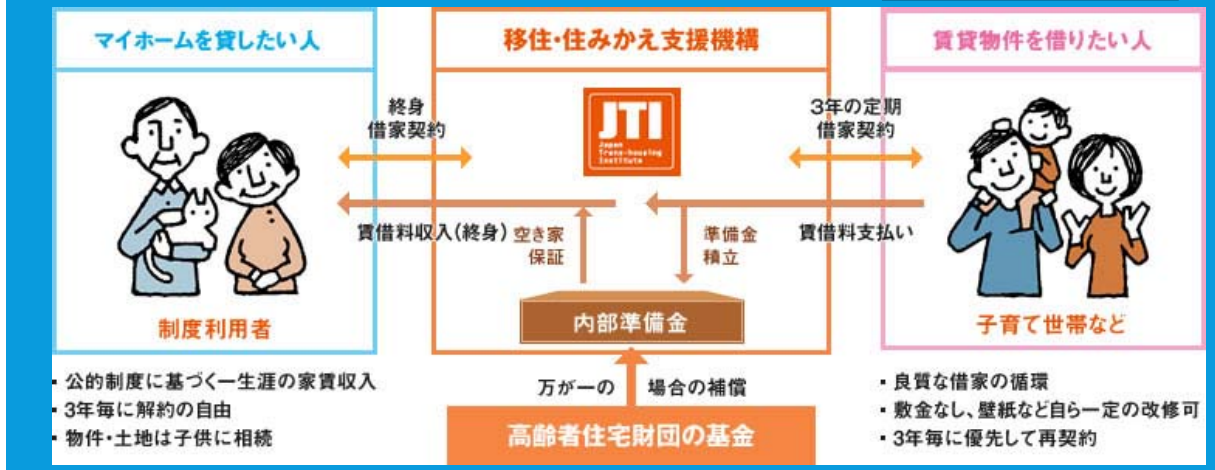 マイホームを貸したい人
移住・住みかえ支援機構
賃貸物件を借りたい人
終身
借家契約
JTI
Japan
Trans-housing
Institute
3年の定期
借家契約
賃借料収入(終身)
空き家
保証
準備金
積立
賃借料支払い
制度利用者
内部準備金
子育て世帯など
・公的制度に基づく一生涯の家賃収入
・3年毎に解約の自由
・物件・土地は子供に相続
万が一の 場合の補償
高齢者住宅財団の基金
・良質な借家の循環
・敷金なし、壁紙など自ら一定の改修可
・3年毎に優先して再契約